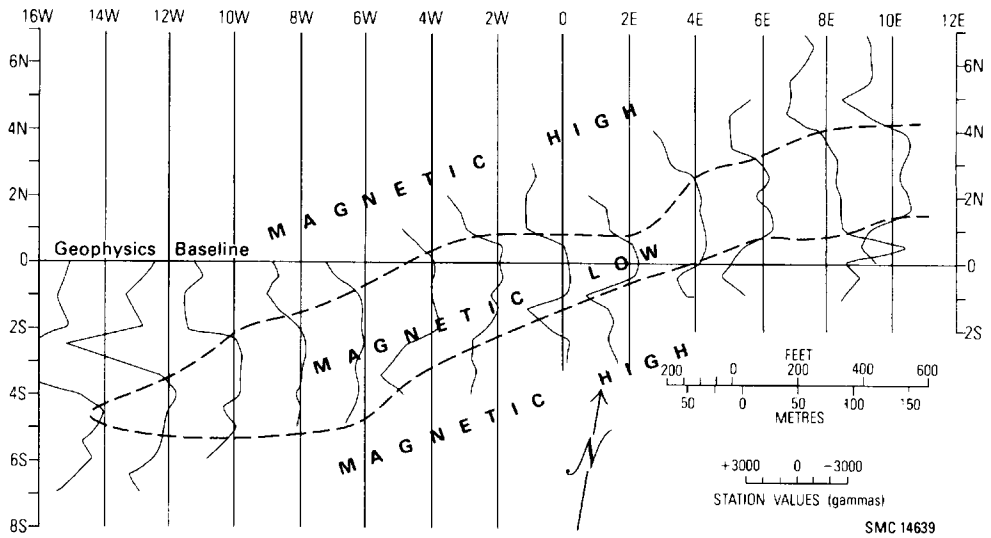 16W 14W 12W 10W 8W 6W 4W 2W 0 2E 4E 6E 8E 10E 12E
6N 6N
4N 4N
2N 2N
0 0
2S 2S
4S
6S
8S
MAGNETIC HIGH
Geophysics Baseline
MAGNETIC LOW
MAGNETIC HIGH
N
FEET
200 0 200 400 600
50 0 50 100 150
METRES
+3000 0 -3000
STATION VALUES (gammas)
SMC 14639